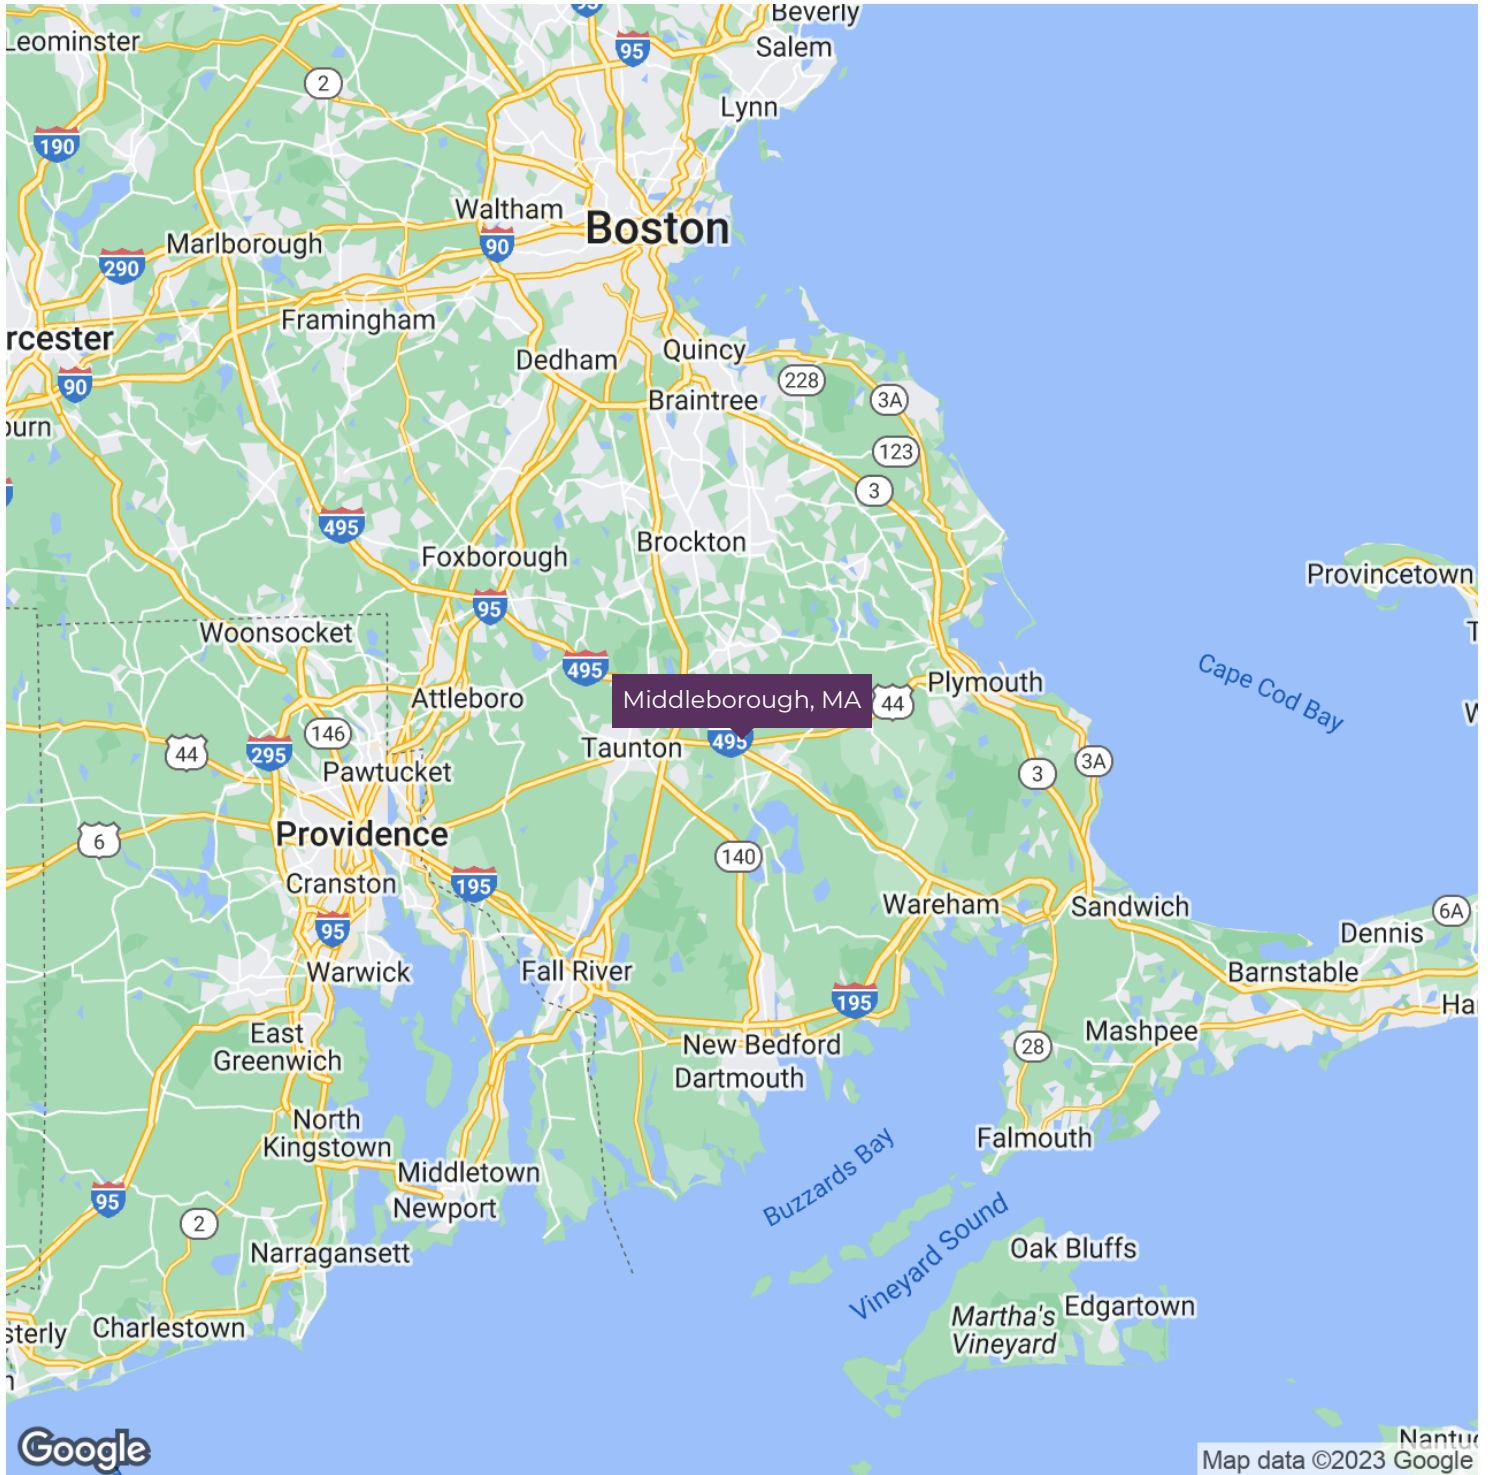 95
Beverly
Leominster
95
Salem
2
Lynn
190
Waltham
Boston
Marlborough
90
290
Framingham
rcester
Quincy
Dedham
90
228
Braintree
3A
burn
123
3
495
Brockton
Foxborough
Provincetown
95
Woonsocket
T
495
Cape Cod Bay
Plymouth
Attleboro
Middleborough, MA
44
W
146
44
295
Taunton
495
3A
Pawtucket
3
Providence
6
140
Cranston
195
Wareham
Sandwich
6A
95
Dennis
Warwick
Fall River
Barnstable
195
Ha
East
Greenwich
Mashpee
New Bedford
28
Dartmouth
North
Kingstown
Falmouth
Buzzards Bay
Middletown
95
Newport
2
Vineyard Sound
Narragansett
Oak Bluffs
Martha's
Vineyard
Edgartown
sterly
Charlestown
n
Google
Nantuc
Map data ©2023 Google